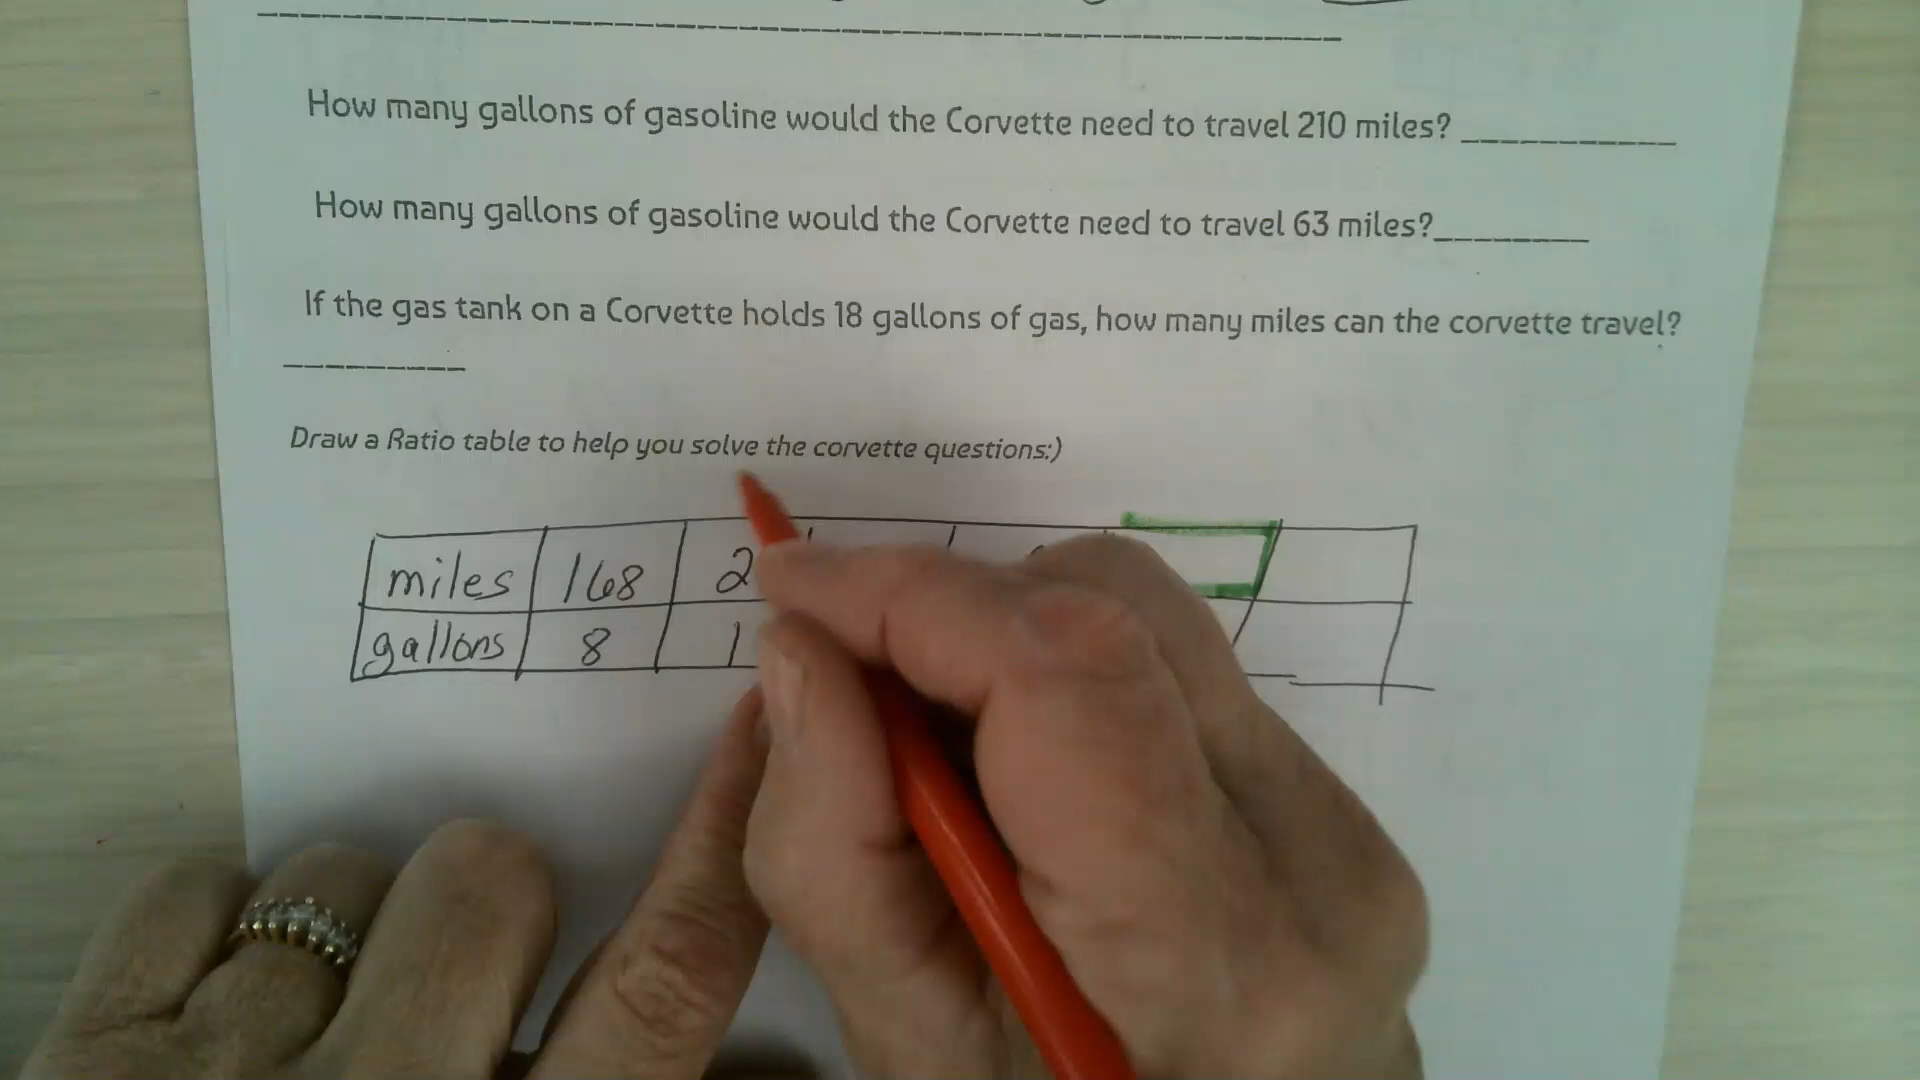 How many gallons of gasoline would the Corvette need to travel 210 miles? ___________
How many gallons of gasoline would the Corvette need to travel 63 miles?________
If the gas tank on a Corvette holds 18 gallons of gas, how many miles can the corvette travel?
_________
Draw a Ratio table to help you solve the corvette questions:)
miles 168 2
gallons 8 1